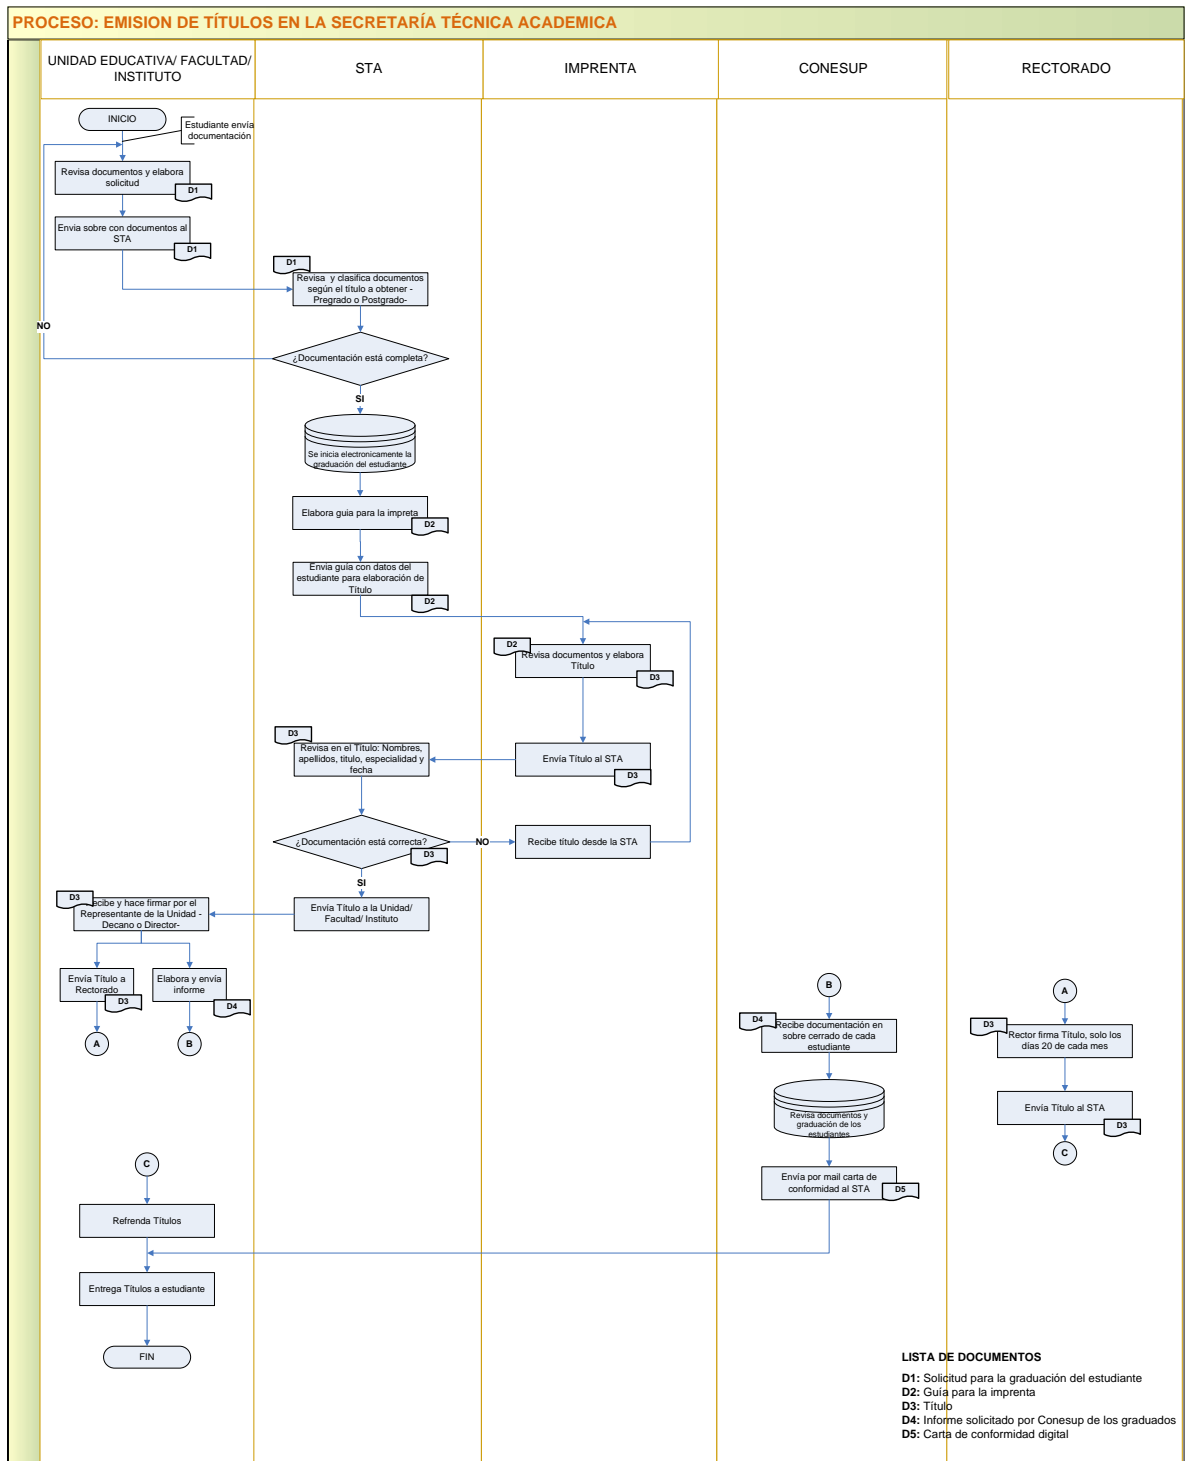 PROCESO: EMISION DE TÍTULOS EN LA SECRETARÍA TÉCNICA ACADEMICA
UNIDAD EDUCATIVA/ FACULTAD/
INSTITUTO
STA
IMPRENTA
CONESUP
RECTORADO
INICIO
Estudiante envía
documentación
Revisa documentos y elabora
solicitud
D1
Envia sobre con documentos al
STA
D1
D1
Revisa y clasifica documentos
según el título a obtener -
Pregrado o Postgrado-
NO
¿Documentación está completa?
SI
Se inicia electronicamente la
graduación del estudiante
Elabora guia para la impreta
D2
Envia guía con datos del
estudiante para elaboración de
Título
D2
D2
Revisa documentos y elabora
Título
D3
D3
Revisa en el Título: Nombres,
apellidos, titulo, especialidad y
fecha
Envía Título al STA
D3
¿Documentación está correcta?
D3
NO
Recibe título desde la STA
SI
D3
ecibe y hace firmar por el
Representante de la Unidad -
Decano o Director-
Envía Título a la Unidad/
Facultad/ Instituto
Envía Título a
Rectorado
D3
Elabora y envía
informe
D4
A
B
B
D4
Recibe documentación en
sobre cerrado de cada
estudiante
Revisa documentos y
graduación de los
estudiantes
Envía por mail carta de
conformidad al STA
D5
A
D3
Rector firma Título, solo los
días 20 de cada mes
Envía Título al STA
D3
C
C
Refrenda Títulos
Entrega Títulos a estudiante
FIN
LISTA DE DOCUMENTOS
D1: Solicitud para la graduación del estudiante
D2: Guía para la imprenta
D3: Título
D4: Informe solicitado por Conesup de los graduados
D5: Carta de conformidad digital